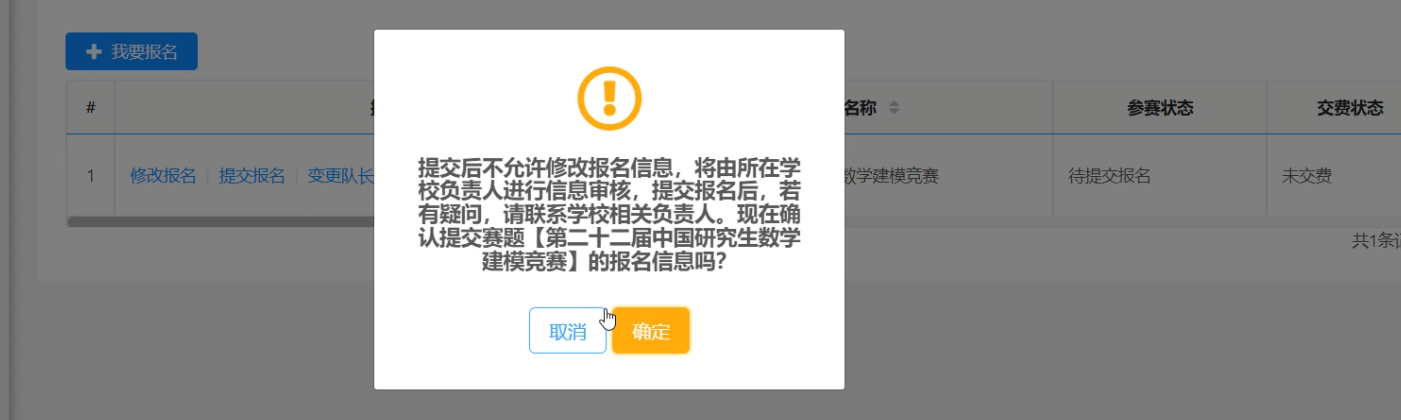 我要报名
#
名称
参赛状态
交费状态
1
修改报名
提交报名
变更队长
数学建模竞赛
待提交报名
未交费
共1条
提交后不允许修改报名信息，将由所在学
校负责人进行信息审核，提交报名后，若
有疑问，请联系学校相关负责人。现在确
认提交赛题【第二十二届中国研究生数学
建模竞赛】的报名信息吗？
取消
确定